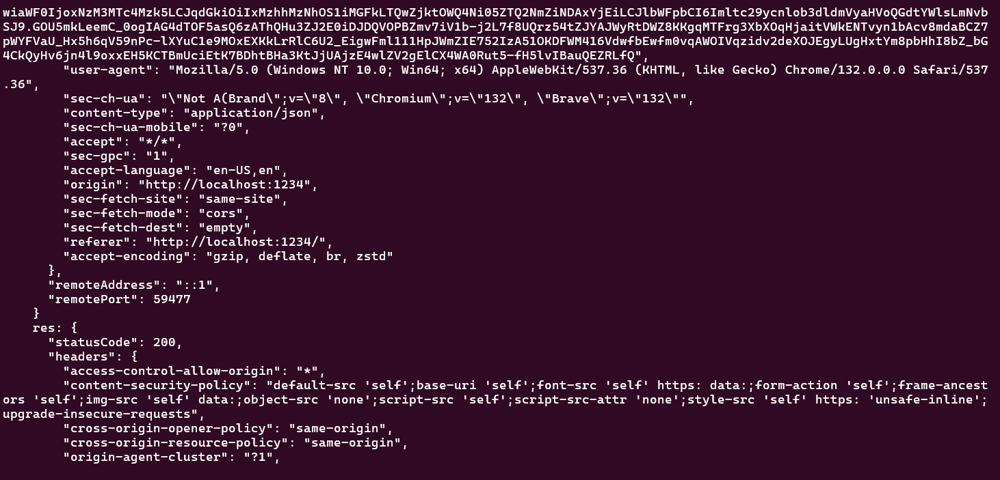 wiaWF0IjoxNzM3MTc4Mzk5LCJqdGkiOiIxMzhhMzNhOS1iMGFkLTQwZjktOWQ4Ni05ZTQ2NmZiNDAxYjEiLCJlbWFpbCI6Imltc29ycnlob3dldmVyaHVoQGdtYWlsLmNvb
SJ9.GOU5mkLeemC_0ogIAG4dTOF5asQ6zAThQHu3ZJ2E0iDJDQVOPBZmv7iV1b-j2L7f8UQrz54tZJYAJWyRtDWZ8KKgqMTFrg3XbXOqHjaitVWkENTvyn1bAcv8mdaBCZ7
pWYFVaU_Hx5h6qV59nPc-lXYuC1e9MOxEXKkLrRlC6U2_EigwFml111HpJWmZIE752IzA51OKDFWM416VdwfbEwfm0vqAWOIVqzidv2deXOJEgyLUgHxtYm8pbHhI8bZ_bG
4CkQyHv6jn4l9oxxEH5KCTBmUciEtK7BDhtBHa3KtJjUAjzE4wlZV2gElCX4WA0Rut5-fH5lvIBauQEZRLfQ",
"user-agent": "Mozilla/5.0 (Windows NT 10.0; Win64; x64) AppleWebKit/537.36 (KHTML, like Gecko) Chrome/132.0.0.0 Safari/537
.36",
"sec-ch-ua": "\"Not A(Brand\";v=\"8\", \"Chromium\";v=\"132\", \"Brave\";v=\"132\"",
"content-type": "application/json",
"sec-ch-ua-mobile": "?0",
"accept": "*/*",
"sec-gpc": "1",
"accept-language": "en-US,en",
"origin": "http://localhost:1234",
"sec-fetch-site": "same-site",
"sec-fetch-mode": "cors",
"sec-fetch-dest": "empty",
"referer": "http://localhost:1234/",
"accept-encoding": "gzip, deflate, br, zstd"
},
"remoteAddress": "::1",
"remotePort": 59477
}
res: {
"statusCode": 200,
"headers": {
"access-control-allow-origin": "*",
"content-security-policy": "default-src 'self';base-uri 'self';font-src 'self' https: data:;form-action 'self';frame-ancest
ors 'self';img-src 'self' data:;object-src 'none';script-src 'self';script-src-attr 'none';style-src 'self' https: 'unsafe-inline';
upgrade-insecure-requests",
"cross-origin-opener-policy": "same-origin",
"cross-origin-resource-policy": "same-origin",
"origin-agent-cluster": "?1",